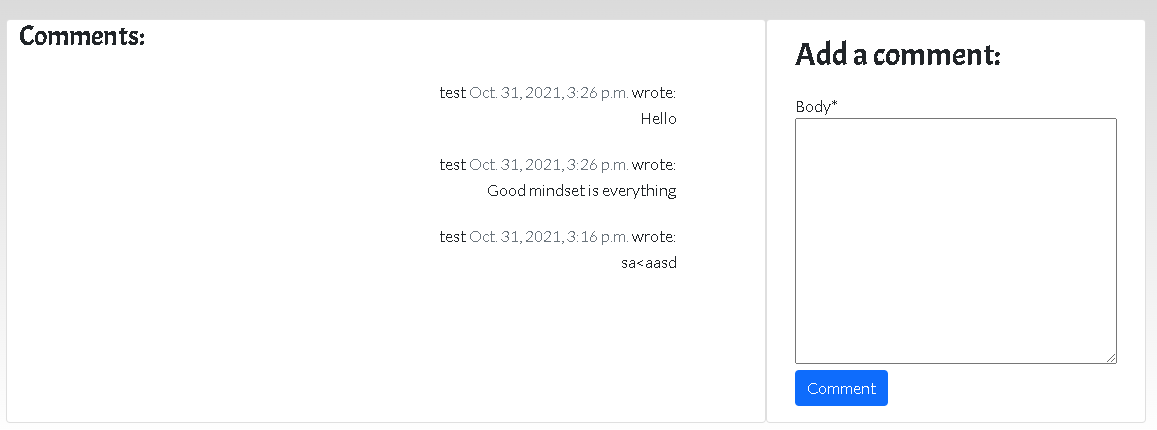 Comments:
test Oct. 31, 2021, 3:26 p.m. wrote:
Hello
test Oct. 31, 2021, 3:26 p.m. wrote:
Good mindset is everything
test Oct. 31, 2021, 3:16 p.m. wrote:
sa<aasd
Add a comment:
Body*
Comment